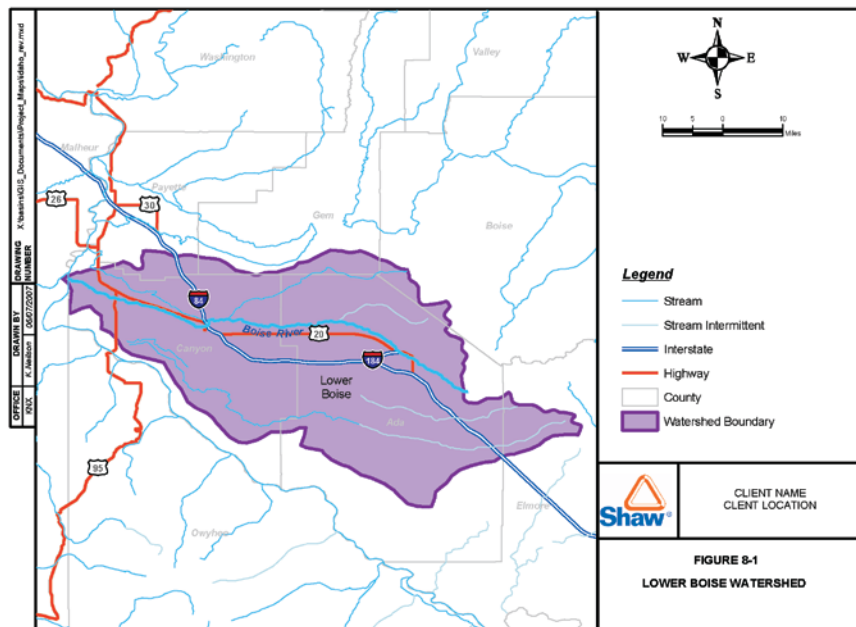 X:\basins\GIS_Documents\Project_Maps\Idaho_rev.mxd
DRAWING
NUMBER
DRAWN BY
K. Neilson
05/07/2007
OFFICE
KNX
Washington
Valley
Malheur
Payette
Gem
Boise
26
30
84
Boise River
20
Canyon
184
Lower
Boise
Ada
95
Owyhee
Elmore
N
W
E
S
10
5
0
10
Miles
Legend
Stream
Stream Intermittent
Interstate
Highway
County
Watershed Boundary
Shaw®
CLIENT NAME
CLENT LOCATION
FIGURE 8-1
LOWER BOISE WATERSHED